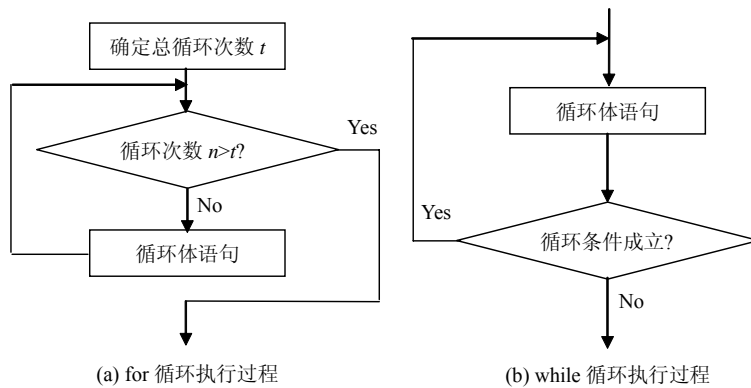 确定总循环次数 t
循环次数 n>t?
Yes
No
循环体语句
(a) for 循环执行过程
循环体语句
Yes
循环条件成立?
No
(b) while 循环执行过程